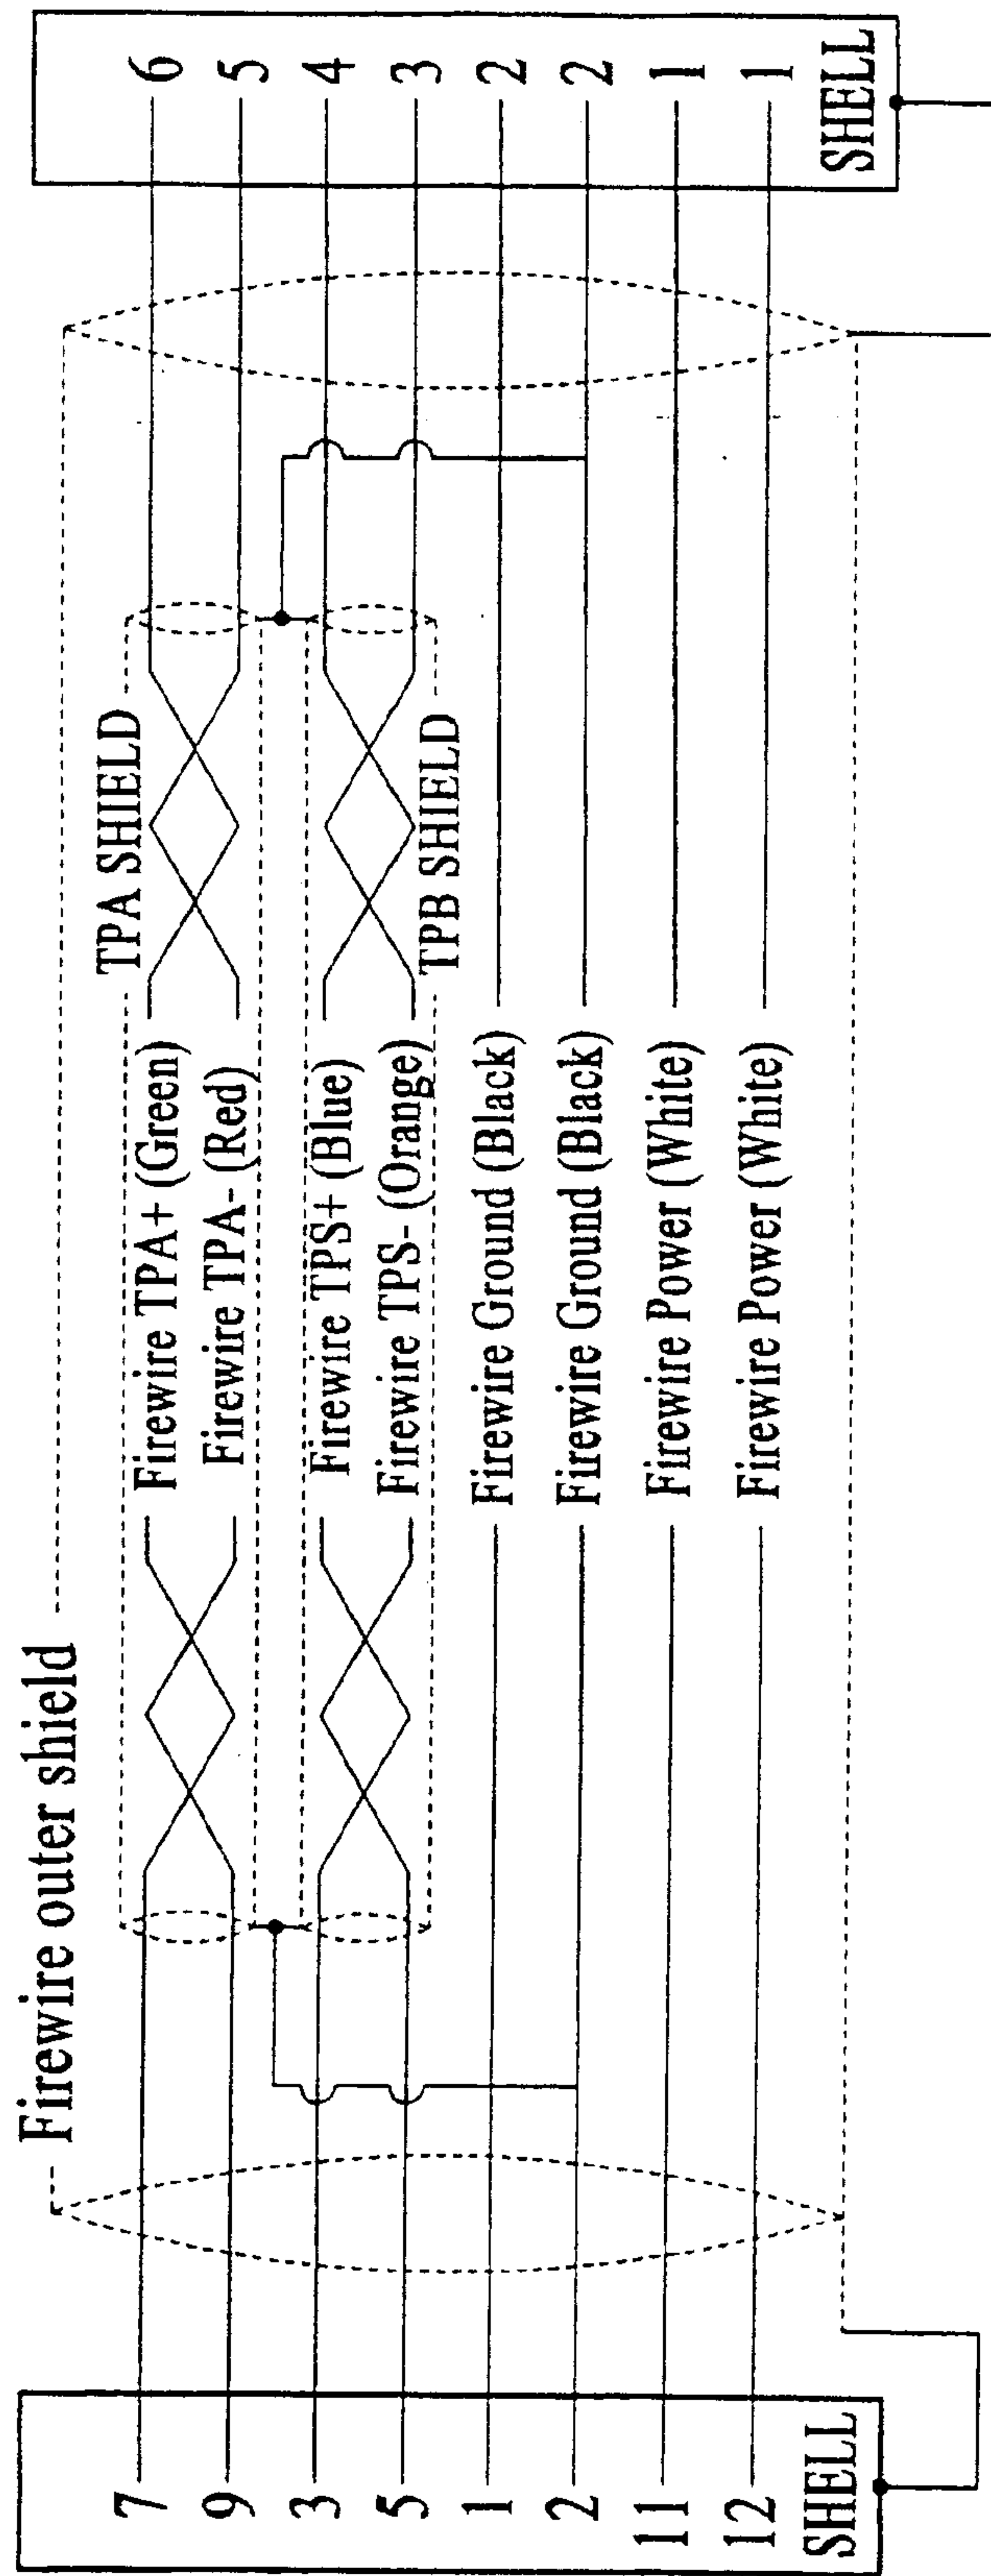 Firewire outer shield
TPA SHIELD
7
Firewire TPA+ (Green)
6
9
Firewire TPA- (Red)
5
3
Firewire TPS+ (Blue)
4
5
Firewire TPS- (Orange)
3
TPB SHIELD
1
Firewire Ground (Black)
2
2
Firewire Ground (Black)
2
11
Firewire Power (White)
1
12
Firewire Power (White)
1
SHELL
SHELL